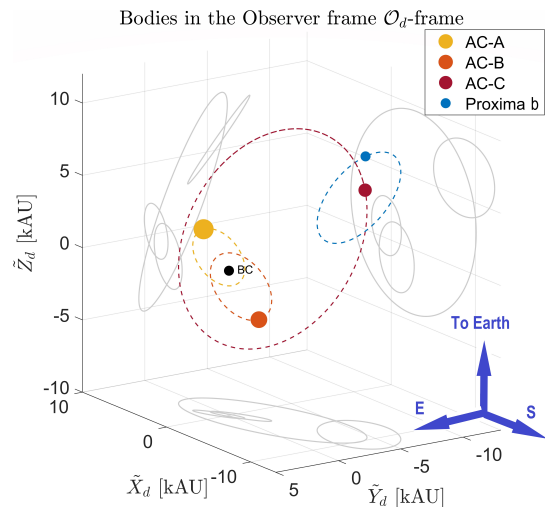 Bodies in the Observer frame 𝒪_d-frame
AC-A
AC-B
AC-C
Proxima b
10
5
0
-5
-10
Z̃_d [kAU]
BC
To Earth
E
S
10
0
-10
X̃_d [kAU]
5
0
-5
-10
Ỹ_d [kAU]